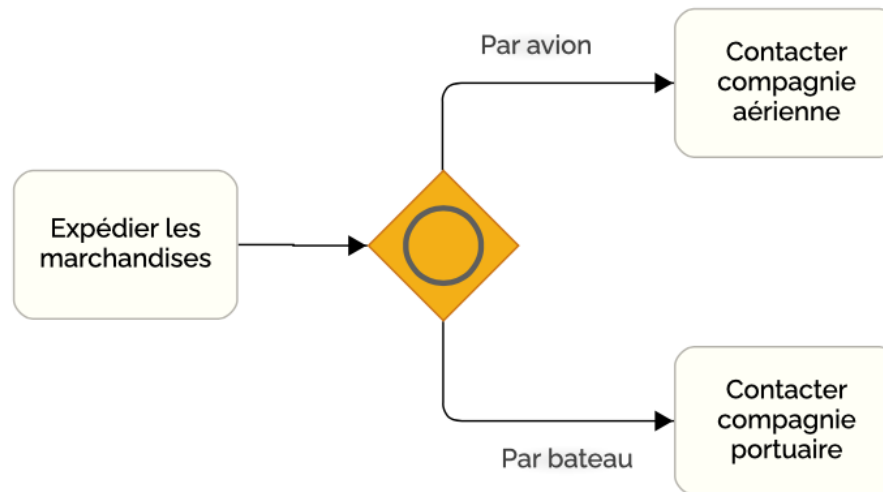 Par avion
Contacter
compagnie
aérienne
Expédier les
marchandises
Contacter
compagnie
portuaire
Par bateau